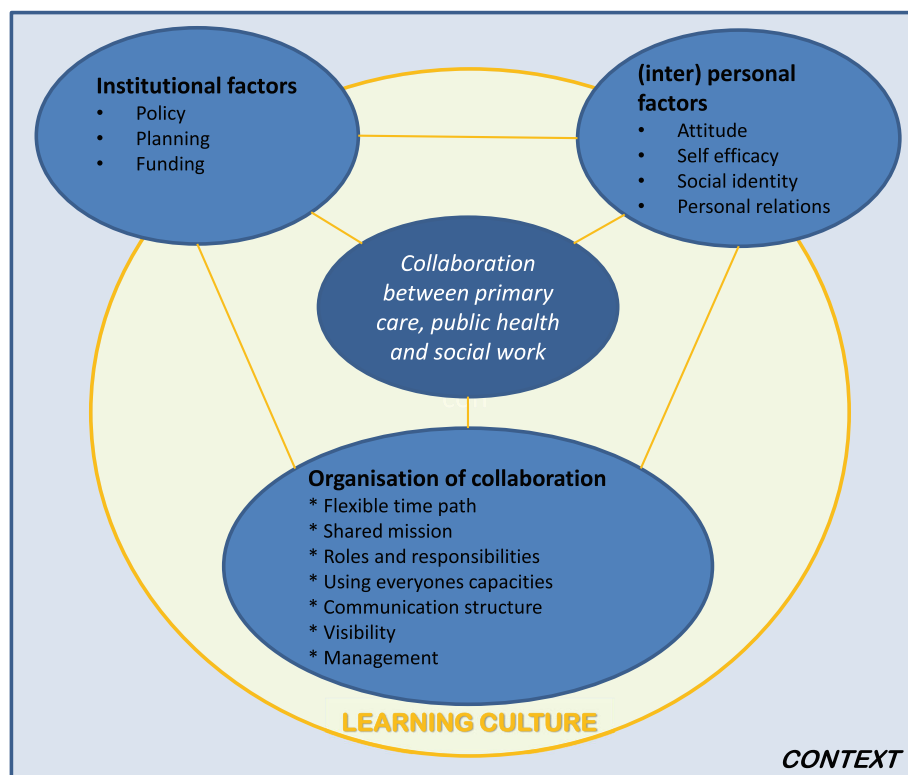 Institutional factors
• Policy
• Planning
• Funding
(inter) personal
factors
• Attitude
• Self efficacy
• Social identity
• Personal relations
Collaboration
between primary
care, public health
and social work
Organisation of collaboration
* Flexible time path
* Shared mission
* Roles and responsibilities
* Using everyones capacities
* Communication structure
* Visibility
* Management
LEARNING CULTURE
CONTEXT